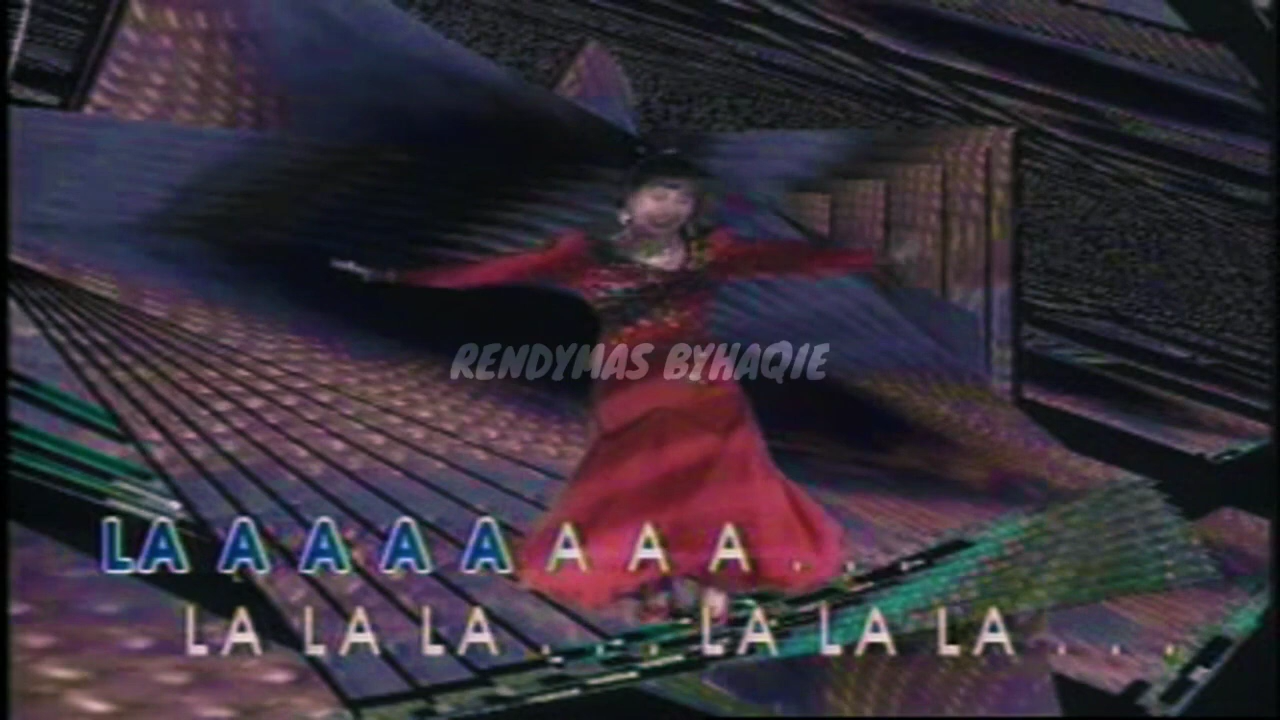 RENDYMAS BYHAQIE
LA A A A A A A A . . .
LA LA LA . . . LA LA LA . . .